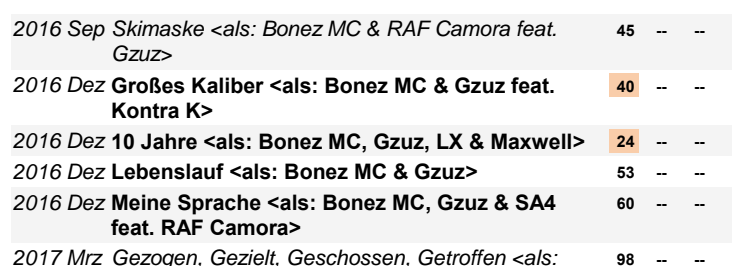 2016 Sep Skimaske <als: Bonez MC & RAF Camora feat. 45 -- --
Gzuz>
2016 Dez Großes Kaliber <als: Bonez MC & Gzuz feat. 40 -- --
Kontra K>
2016 Dez 10 Jahre <als: Bonez MC, Gzuz, LX & Maxwell> 24 -- --
2016 Dez Lebenslauf <als: Bonez MC & Gzuz> 53 -- --
2016 Dez Meine Sprache <als: Bonez MC, Gzuz & SA4 60 -- --
feat. RAF Camora>
2017 Mrz Gezogen, Gezielt, Geschossen, Getroffen <als: 98 -- --